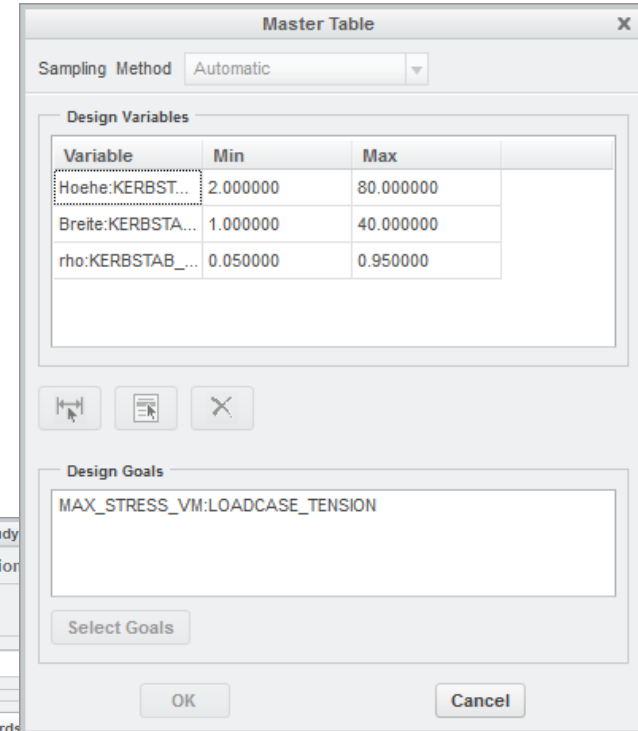 Master Table X
Sampling Method Automatic
Design Variables
Variable Min Max
Hoehe:KERBST... 2.000000 80.000000
Breite:KERBSTA... 1.000000 40.000000
rho:KERBSTAB_... 0.050000 0.950000
Design Goals
MAX_STRESS_VM:LOADCASE_TENSION
Select Goals
OK Cancel